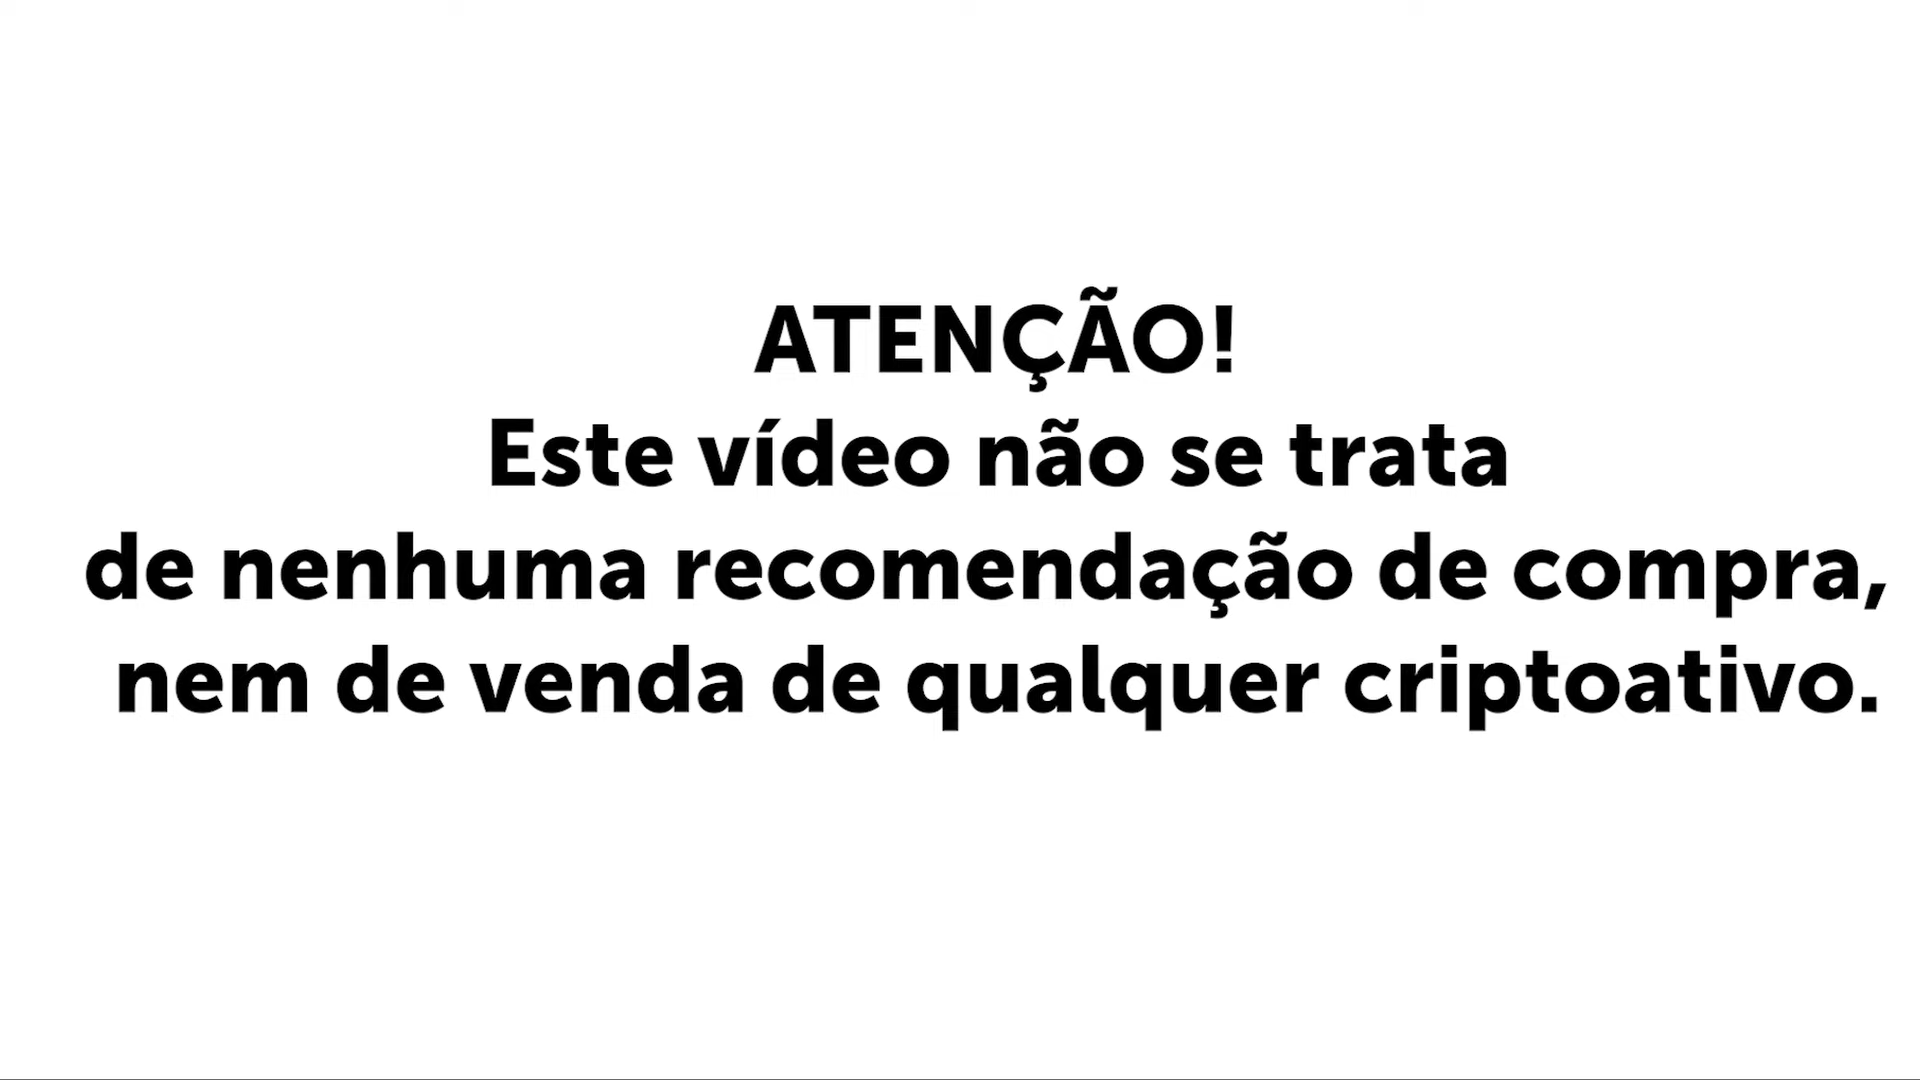 ATENÇÃO!
Este vídeo não se trata
de nenhuma recomendação de compra,
nem de venda de qualquer criptoativo.